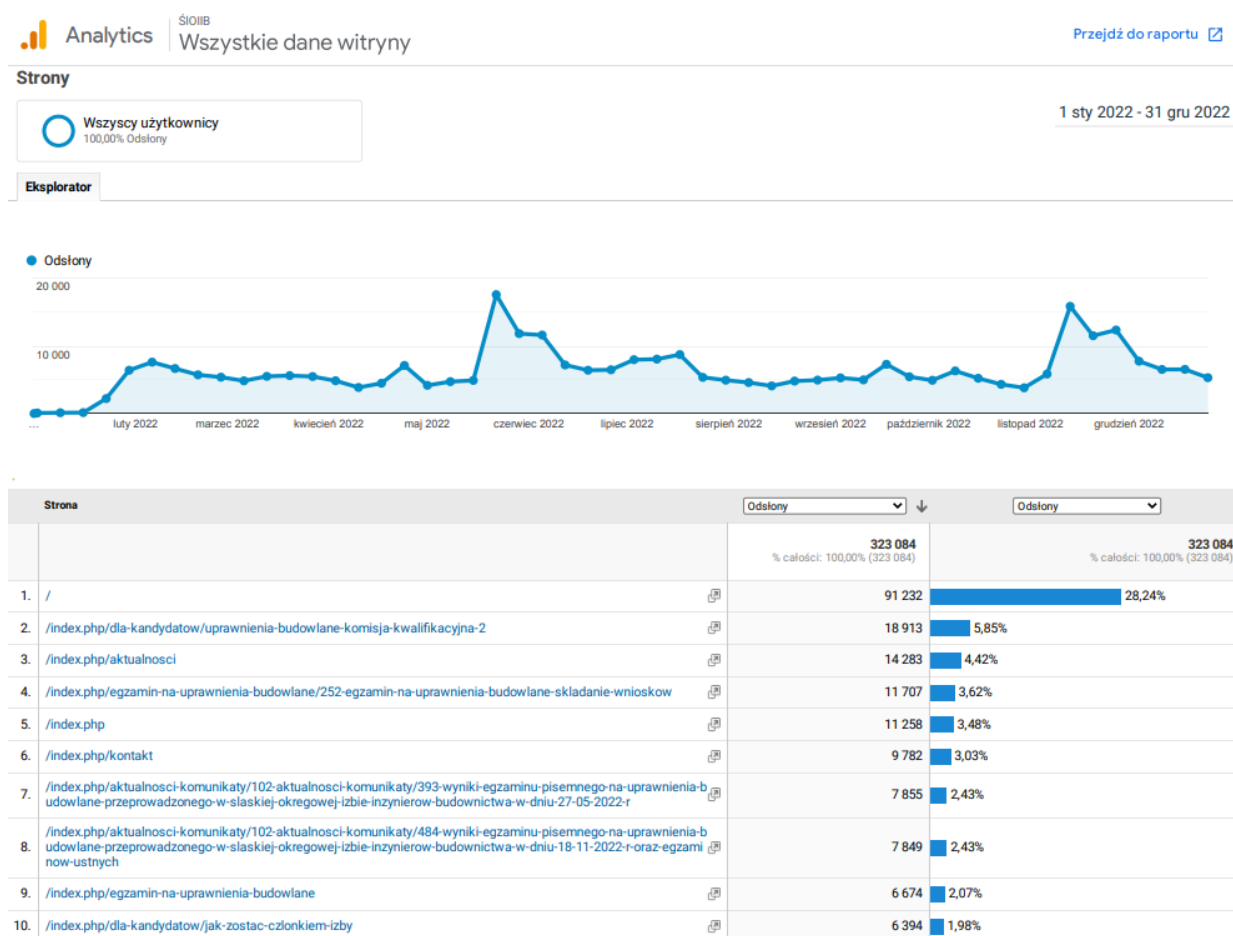 Analytics
ŚlOIIB
Wszystkie dane witryny
Przejdź do raportu
Strony
Wszyscy użytkownicy
100,00% Odsłony
1 sty 2022 - 31 gru 2022
Eksplorator
Odsłony
20 000
10 000
... luty 2022 marzec 2022 kwiecień 2022 maj 2022 czerwiec 2022 lipiec 2022 sierpień 2022 wrzesień 2022 październik 2022 listopad 2022 grudzień 2022
Strona Odsłony Odsłony
323 084 323 084
% całości: 100,00% (323 084) % całości: 100,00% (323 084)
1. / 91 232 28,24%
2. /index.php/dla-kandydatow/uprawnienia-budowlane-komisja-kwalifikacyjna-2 18 913 5,85%
3. /index.php/aktualnosci 14 283 4,42%
4. /index.php/egzamin-na-uprawnienia-budowlane/252-egzamin-na-uprawnienia-budowlane-skladanie-wnioskow 11 707 3,62%
5. /index.php 11 258 3,48%
6. /index.php/kontakt 9 782 3,03%
7. /index.php/aktualnosci-komunikaty/102-aktualnosci-komunikaty/393-wyniki-egzaminu-pisemnego-na-uprawnienia-b
udowlane-przeprowadzonego-w-slaskiej-okregowej-izbie-inzynierow-budownictwa-w-dniu-27-05-2022-r 7 855 2,43%
8. /index.php/aktualnosci-komunikaty/102-aktualnosci-komunikaty/484-wyniki-egzaminu-pisemnego-na-uprawnienia-b
udowlane-przeprowadzonego-w-slaskiej-okregowej-izbie-inzynierow-budownictwa-w-dniu-18-11-2022-r-oraz-egzami 7 849 2,43%
now-ustnych
9. /index.php/egzamin-na-uprawnienia-budowlane 6 674 2,07%
10. /index.php/dla-kandydatow/jak-zostac-czlonkiem-izby 6 394 1,98%